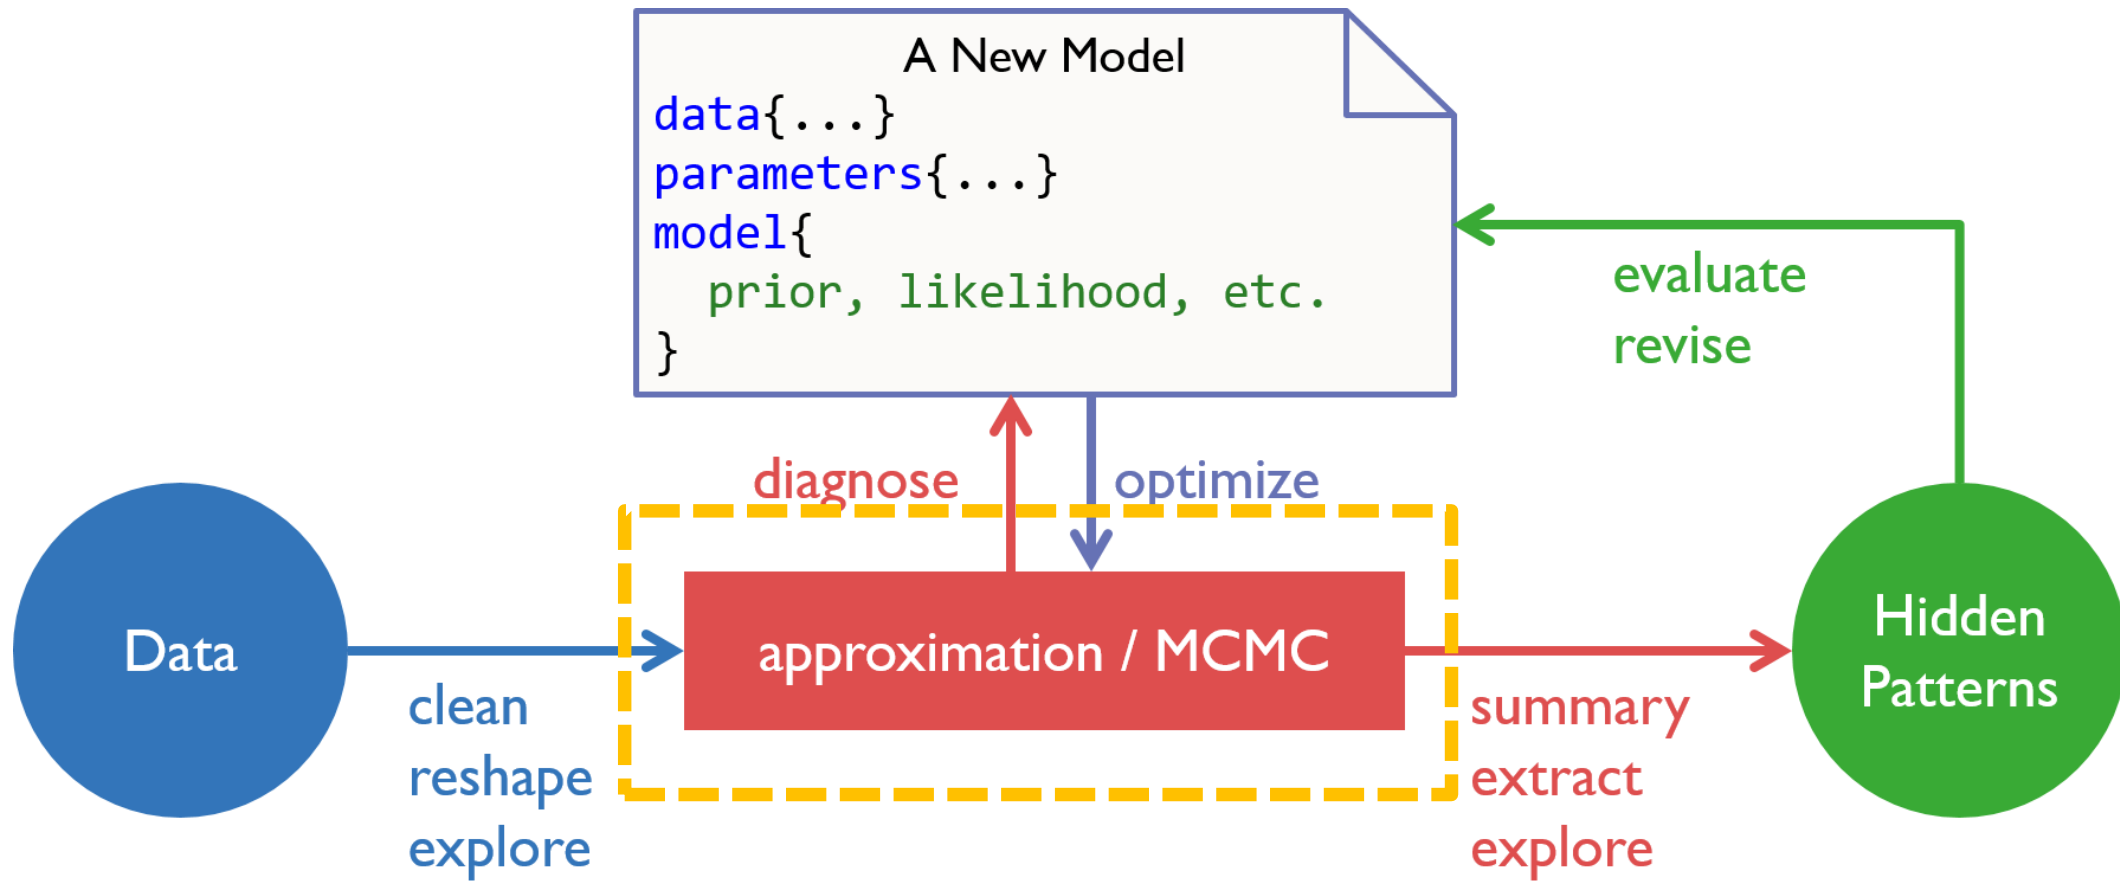 A New Model
data{...}
parameters{...}
model{
prior, likelihood, etc.
}
evaluate
revise
diagnose
optimize
Data
approximation / MCMC
Hidden
Patterns
clean
reshape
explore
summary
extract
explore